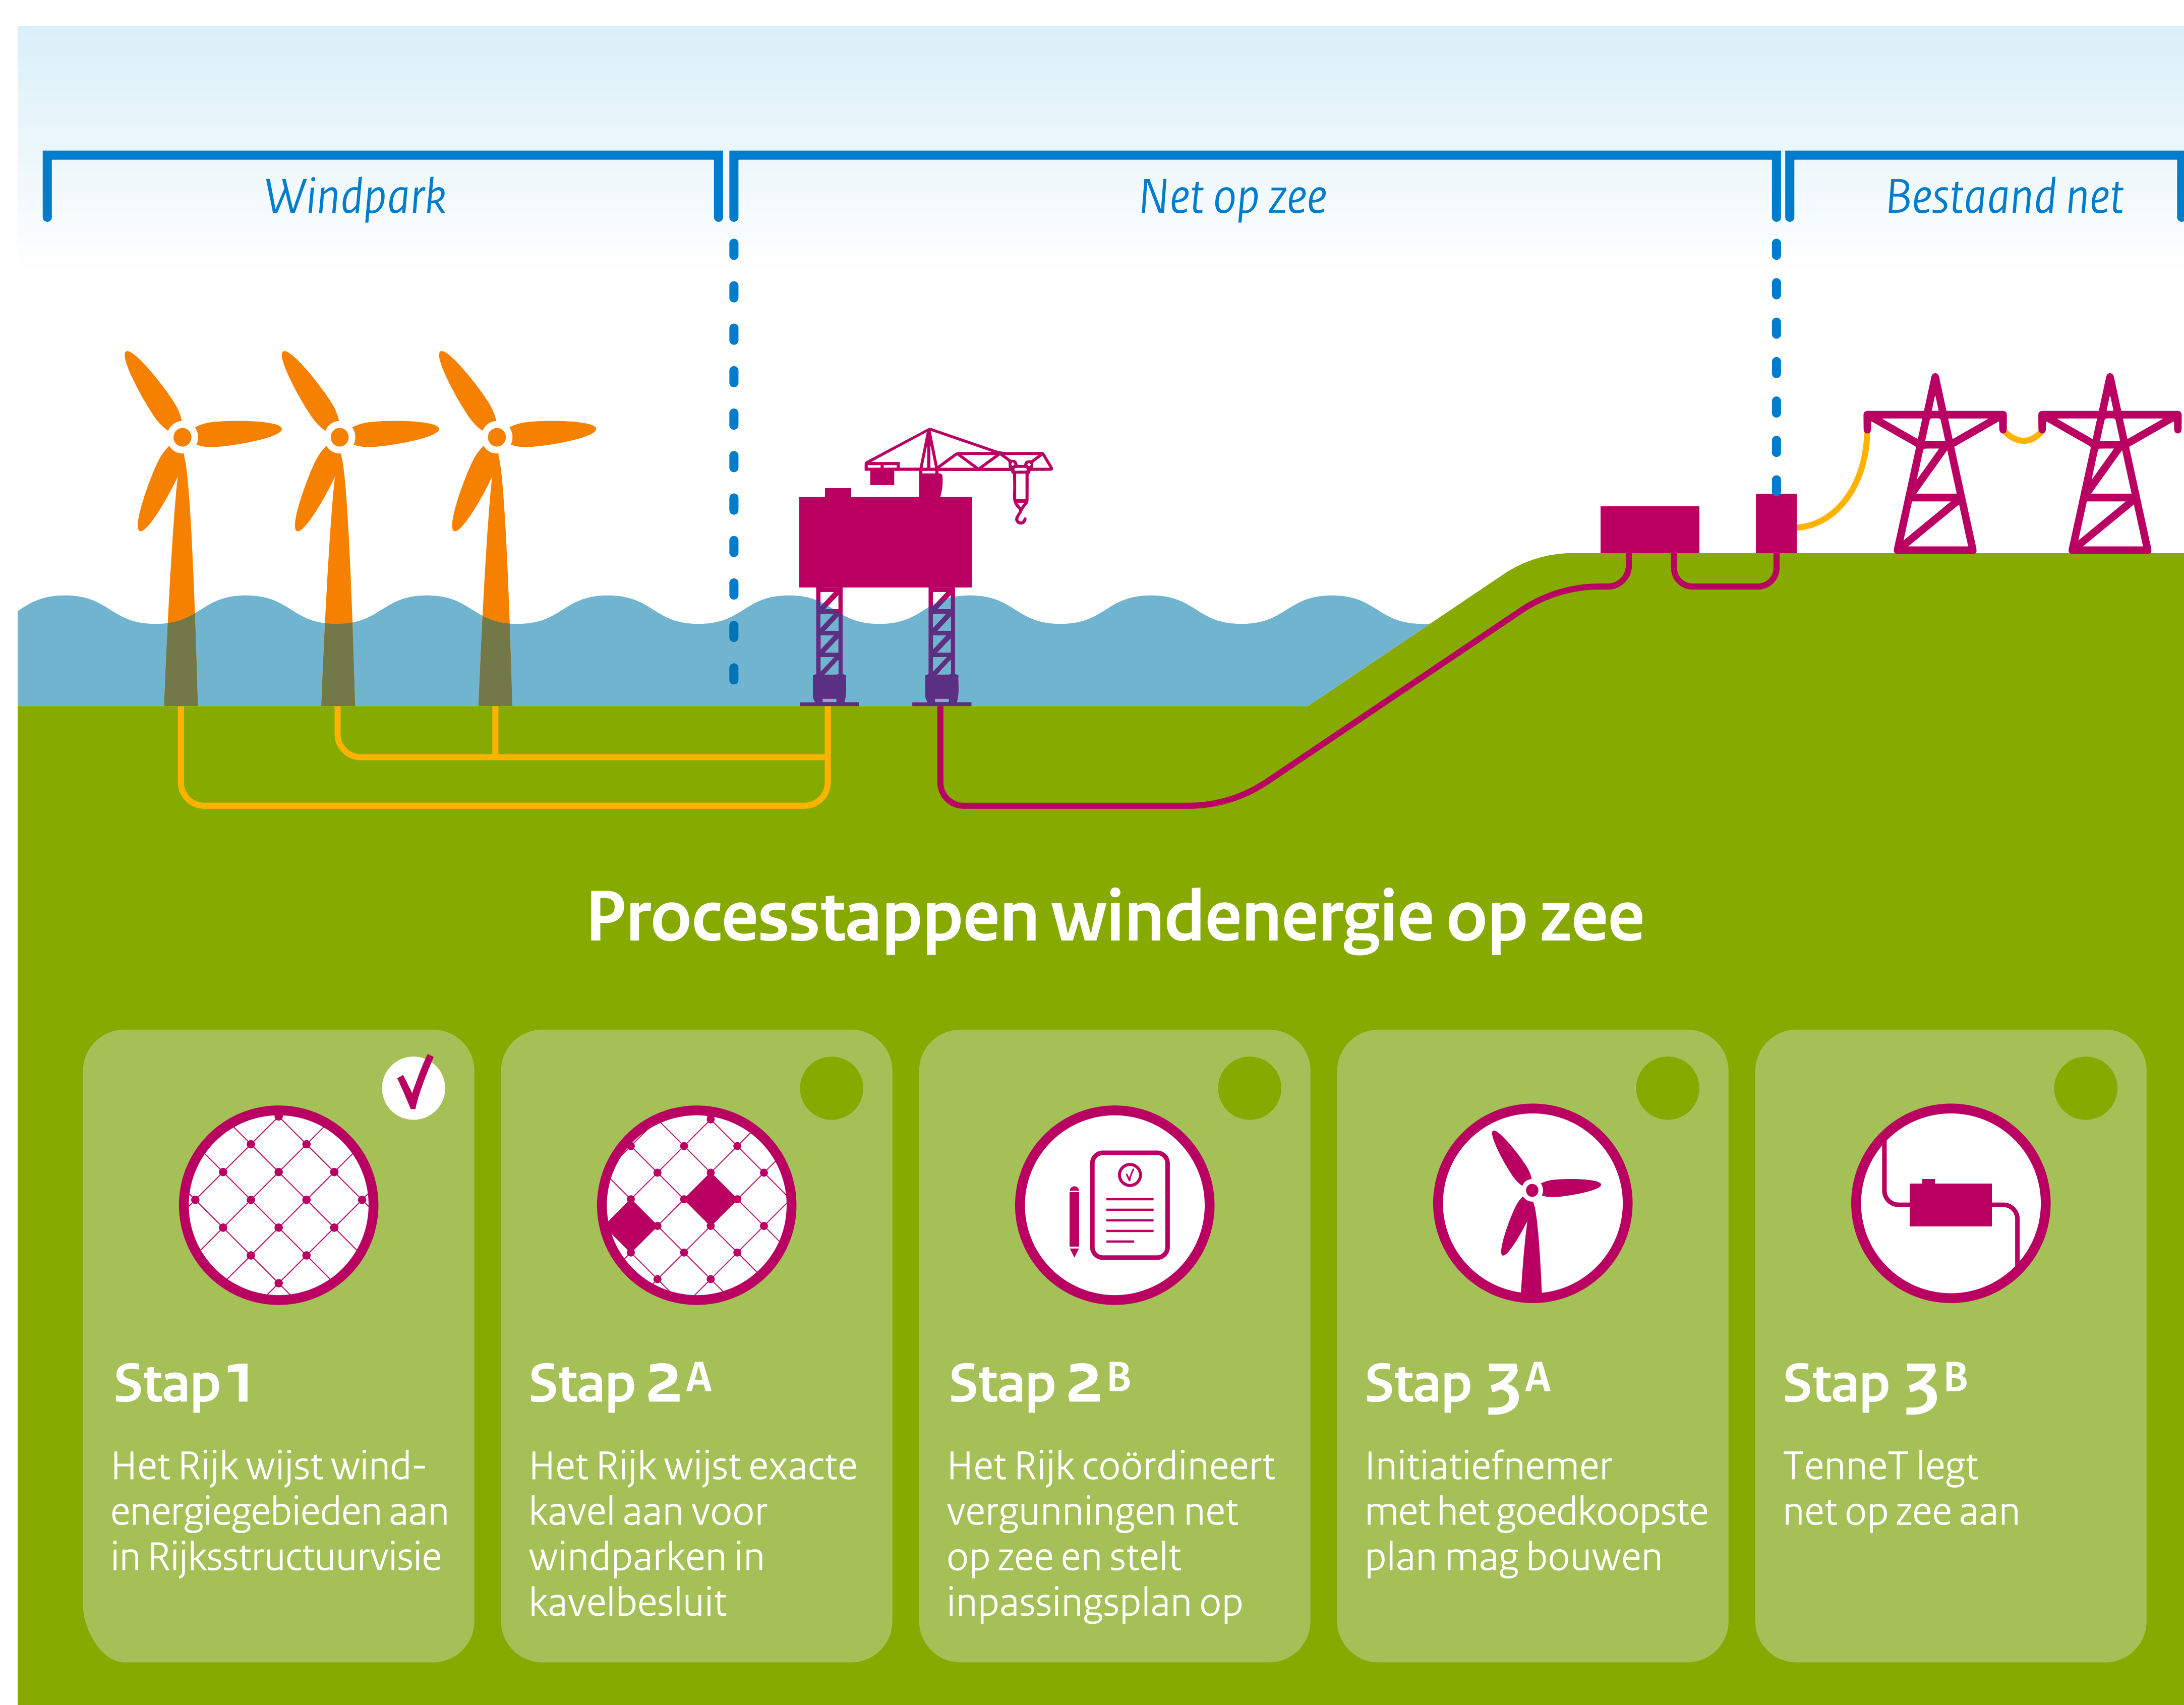 Windpark
Net op zee
Bestaand net
Processtappen windenergie op zee
Stap 1
Het Rijk wijst wind-
energiegebieden aan
in Rijksstructuurvisie
Stap 2A
Het Rijk wijst exacte
kavel aan voor
windparken in
kavelbesluit
Stap 2B
Het Rijk coördineert
vergunningen net
op zee en stelt
inpassingsplan op
Stap 3A
Initiatiefnemer
met het goedkoopste
plan mag bouwen
Stap 3B
TenneT legt
net op zee aan